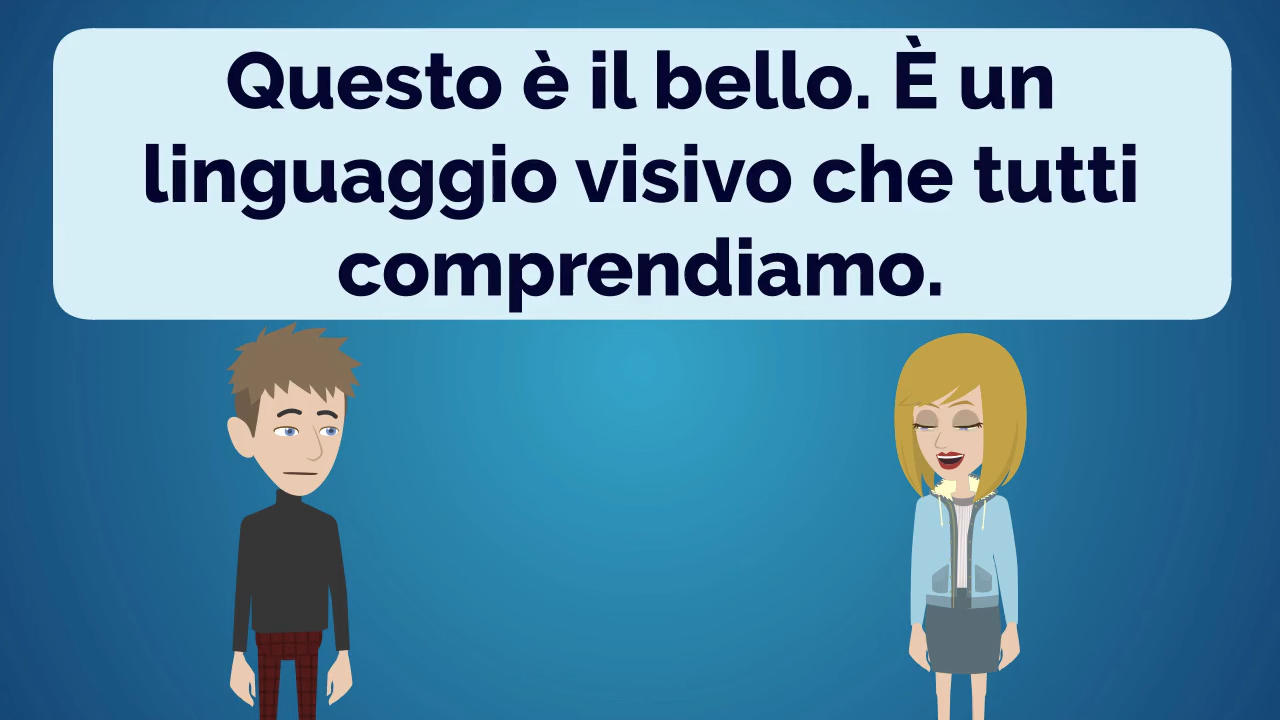 Questo è il bello. È un
linguaggio visivo che tutti
comprendiamo.